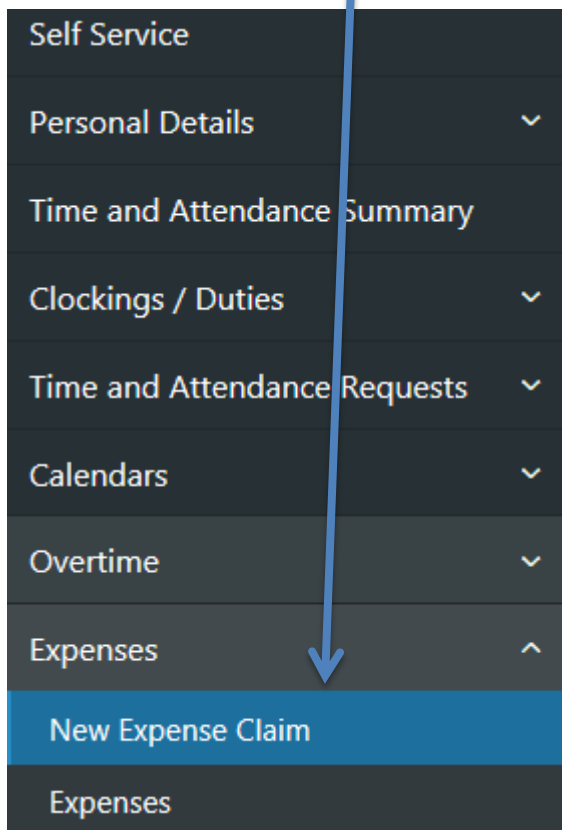 Self Service
Personal Details
Time and Attendance Summary
Clockings / Duties
Time and Attendance Requests
Calendars
Overtime
Expenses
New Expense Claim
Expenses